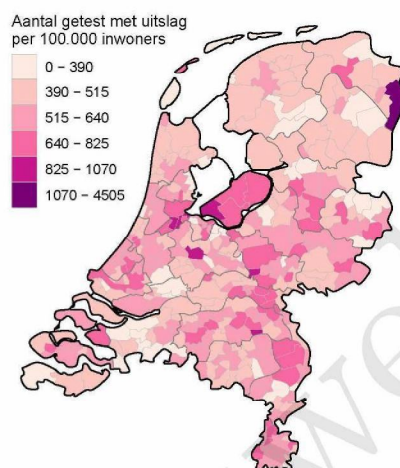 Aantal getest met uitslag
per 100.000 inwoners
0 – 390
390 – 515
515 – 640
640 – 825
825 – 1070
1070 – 4505
we